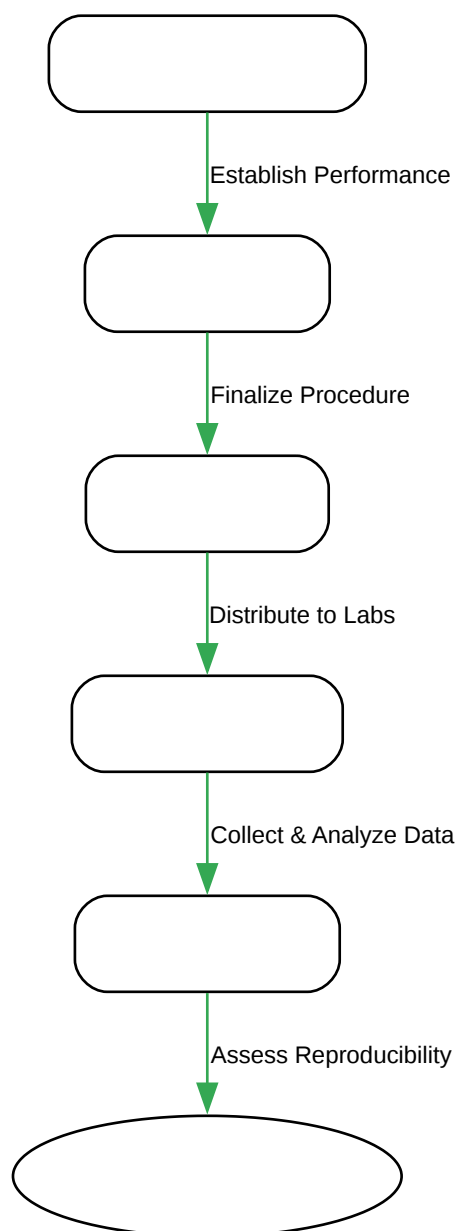 Establish Performance
Finalize Procedure
Distribute to Labs
Collect & Analyze Data
Assess Reproducibility